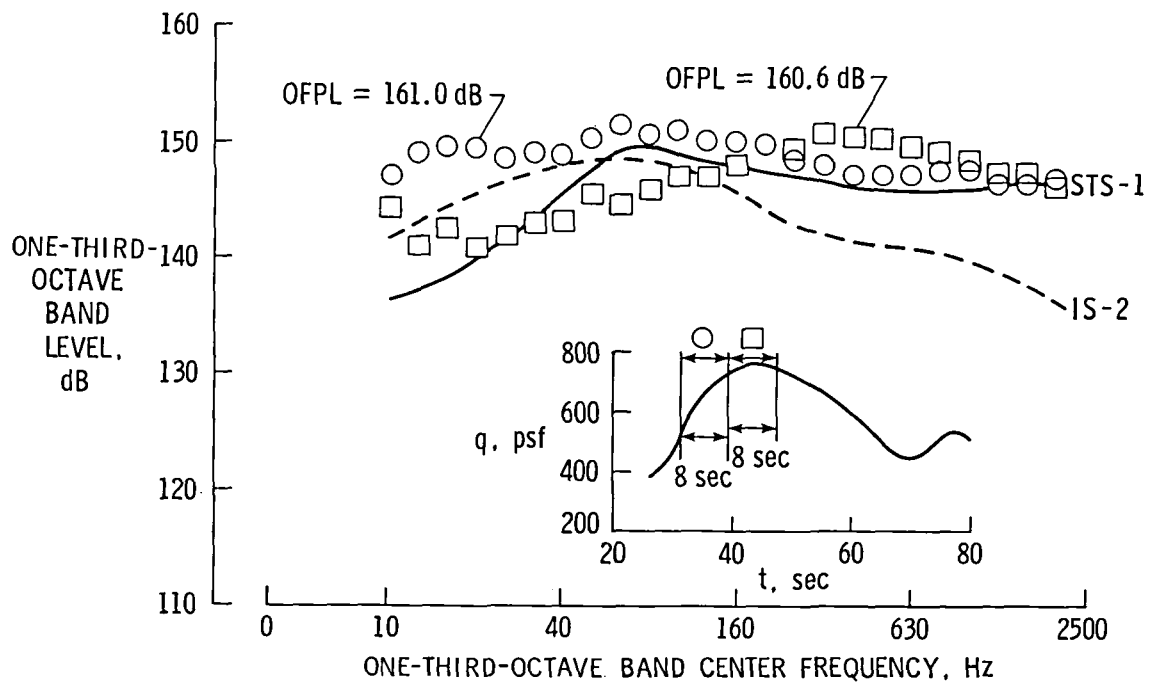 160
150
140
130
120
110
ONE-THIRD-
OCTAVE
BAND
LEVEL,
dB
OFPL = 161.0 dB
OFPL = 160.6 dB
STS-1
IS-2
800
600
400
200
q, psf
8 sec
8 sec
20
40
60
80
t, sec
0
10
40
160
630
2500
ONE-THIRD-OCTAVE BAND CENTER FREQUENCY, Hz